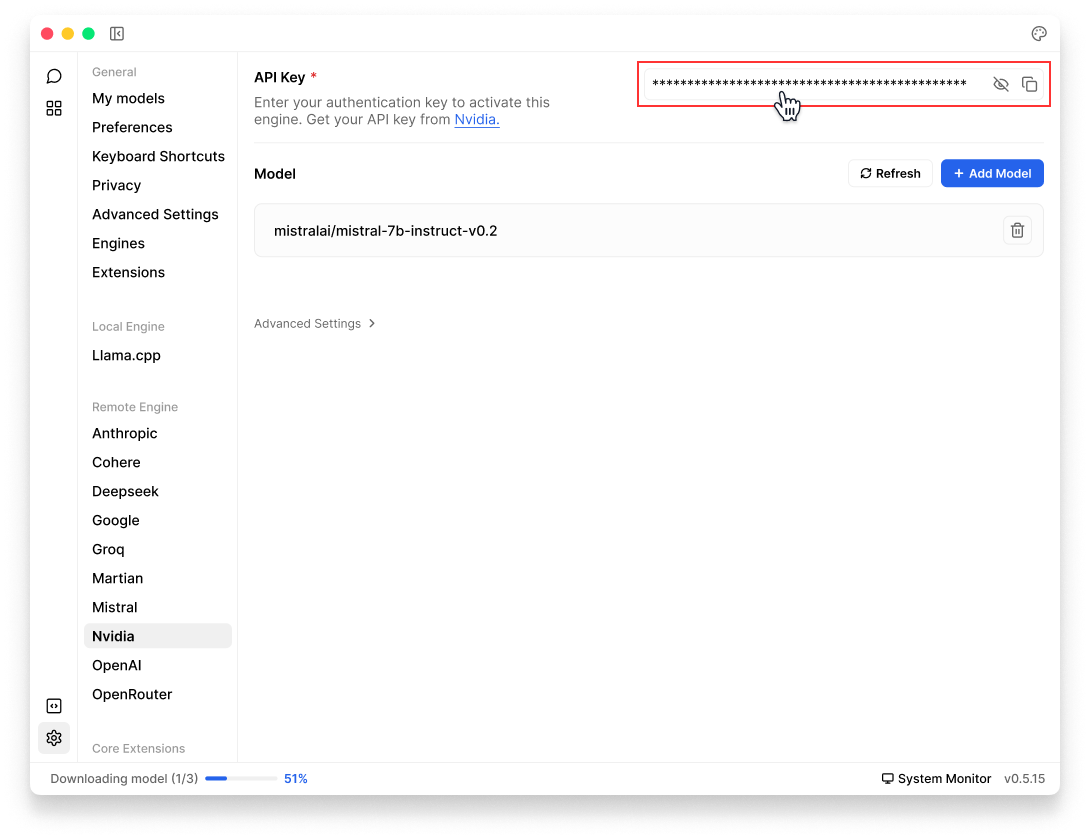 General
My models
Preferences
Keyboard Shortcuts
Privacy
Advanced Settings
Engines
Extensions
Local Engine
Llama.cpp
Remote Engine
Anthropic
Cohere
Deepseek
Google
Groq
Martian
Mistral
Nvidia
OpenAI
OpenRouter
Core Extensions
API Key *
Enter your authentication key to activate this
engine. Get your API key from Nvidia.
*********************************************
Model
Refresh
+ Add Model
mistralai/mistral-7b-instruct-v0.2
Advanced Settings
Downloading model (1/3) 51%
System Monitor v0.5.15